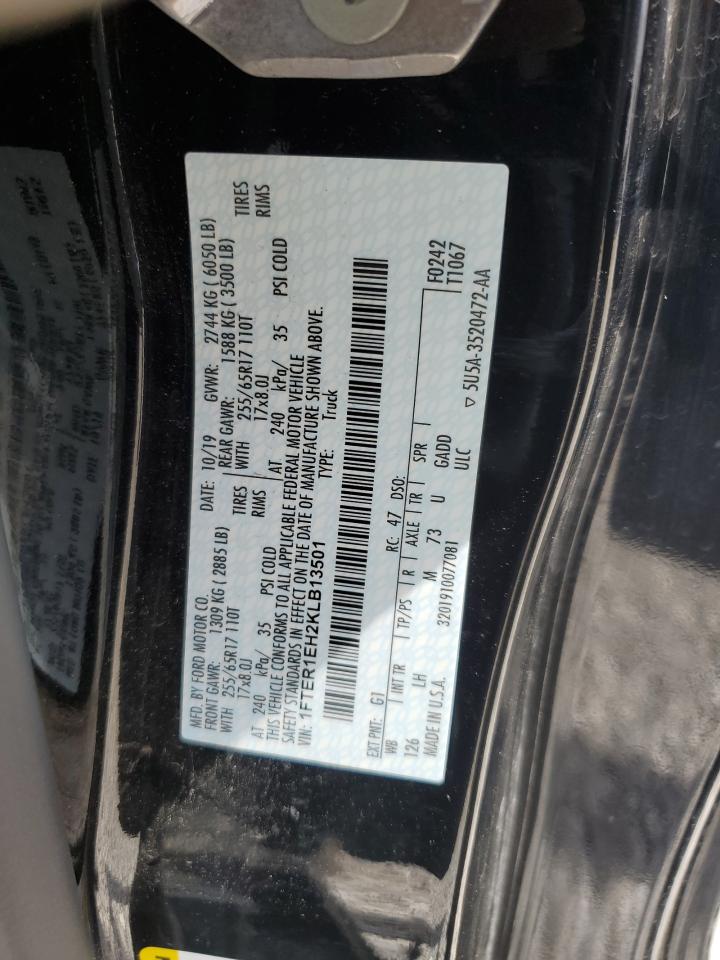 MFD. BY FORD MOTOR CO. DATE: 10/19 GVWR: 2744 KG ( 6050 LB)
FRONT GAWR: 1309 KG ( 2885 LB) REAR GAWR: 1588 KG ( 3500 LB)
WITH 255/65R17 110T TIRES WITH 255/65R17 110T TIRES
17x8.0J RIMS 17x8.0J RIMS
AT 240 kPa/ 35 PSI COLD AT 240 kPa/ 35 PSI COLD
THIS VEHICLE CONFORMS TO ALL APPLICABLE FEDERAL MOTOR VEHICLE
SAFETY STANDARDS IN EFFECT ON THE DATE OF MANUFACTURE SHOWN ABOVE.
VIN: 1FTER1EH2KLB13501 TYPE: Truck
EXT PNT: G1 RC: 47 DSO: F0242
WB INT TR TP/PS R AXLE TR SPR T1067
126 LH M 73 U GADD
MADE IN U.S.A. 3201910077081 ULC
▽ 5U5A-3520472-AA